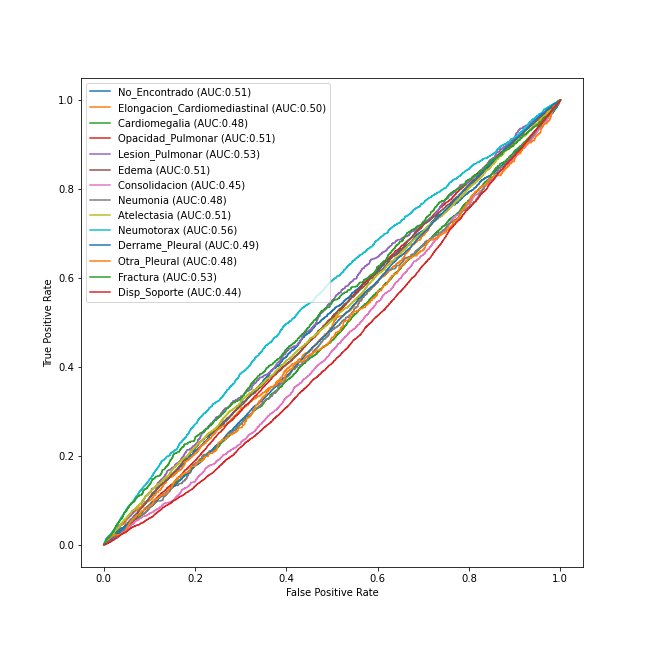 No_Encontrado (AUC:0.51)
Elongacion_Cardiomediastinal (AUC:0.50)
Cardiomegalia (AUC:0.48)
Opacidad_Pulmonar (AUC:0.51)
Lesion_Pulmonar (AUC:0.53)
Edema (AUC:0.51)
Consolidacion (AUC:0.45)
Neumonia (AUC:0.48)
Atelectasia (AUC:0.51)
Neumotorax (AUC:0.56)
Derrame_Pleural (AUC:0.49)
Otra_Pleural (AUC:0.48)
Fractura (AUC:0.53)
Disp_Soporte (AUC:0.44)
True Positive Rate
1.0
0.8
0.6
0.4
0.2
0.0
0.0 0.2 0.4 0.6 0.8 1.0
False Positive Rate